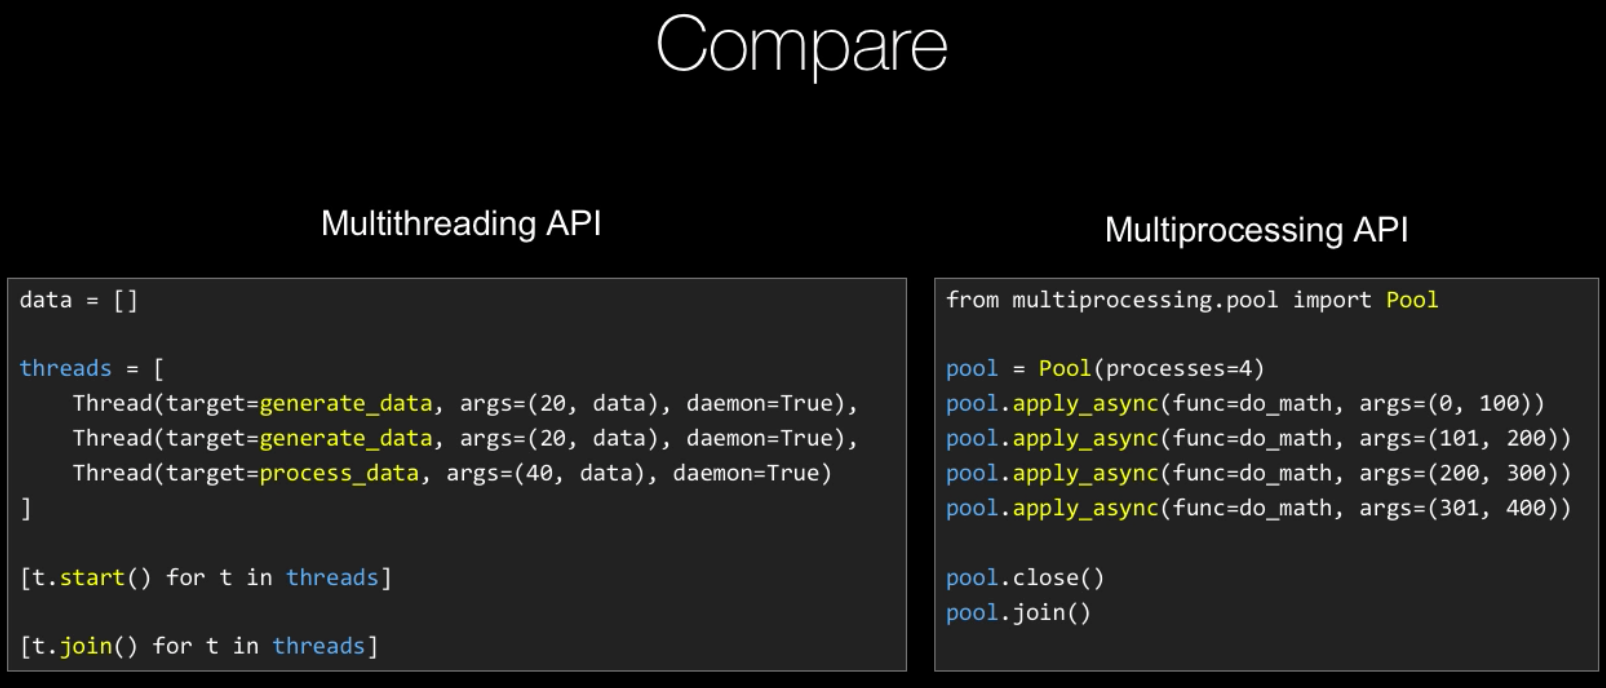 Compare
Multithreading API
data = []
threads = [
    Thread(target=generate_data, args=(20, data), daemon=True),
    Thread(target=generate_data, args=(20, data), daemon=True),
    Thread(target=process_data, args=(40, data), daemon=True)
]
[t.start() for t in threads]
[t.join() for t in threads]
Multiprocessing API
from multiprocessing.pool import Pool
pool = Pool(processes=4)
pool.apply_async(func=do_math, args=(0, 100))
pool.apply_async(func=do_math, args=(101, 200))
pool.apply_async(func=do_math, args=(200, 300))
pool.apply_async(func=do_math, args=(301, 400))
pool.close()
pool.join()